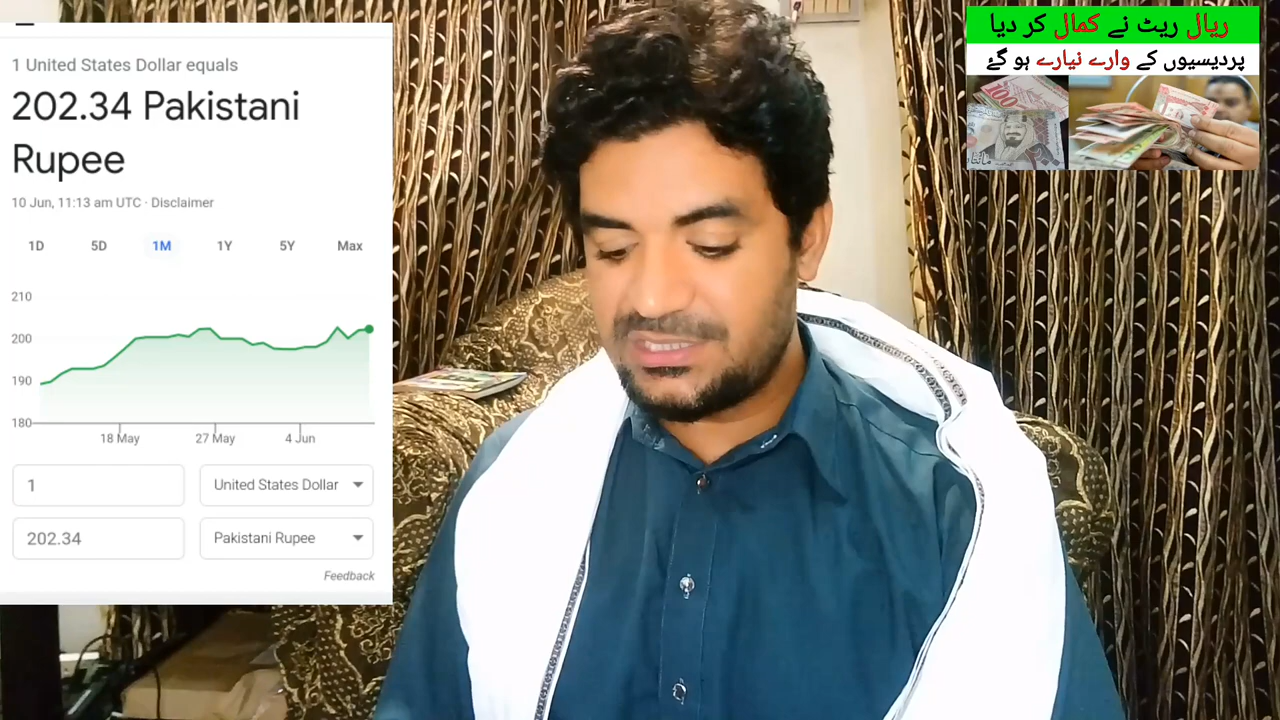 1 United States Dollar equals
202.34 Pakistani
Rupee
10 Jun, 11:13 am UTC · Disclaimer
1D 5D 1M 1Y 5Y Max
210
200
190
180
18 May 27 May 4 Jun
1 United States Dollar
202.34 Pakistani Rupee
Feedback
ریال ریٹ نے کمال کر دیا
پردیسیوں کے وارے نیارے ہو گۓ
100